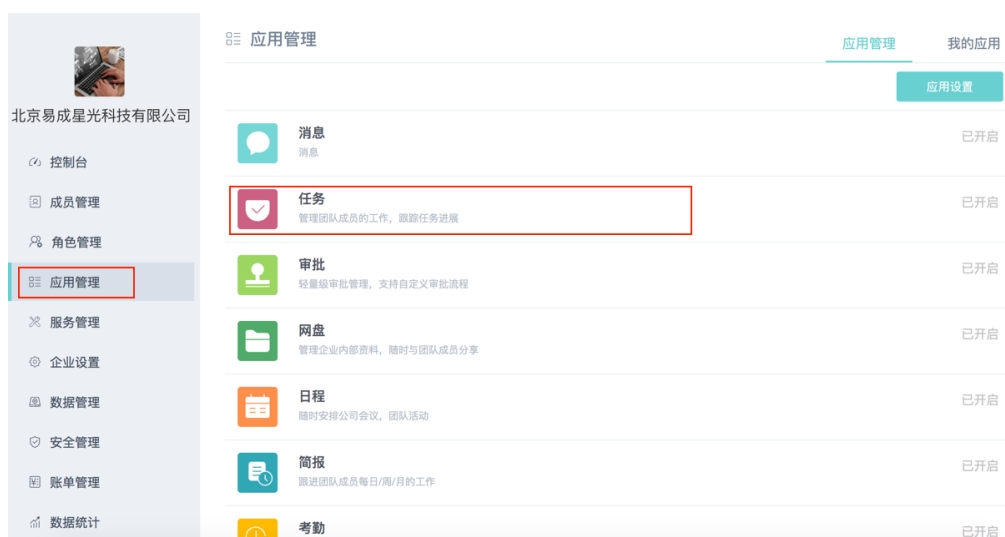 应用管理
应用管理
我的应用
北京易成星光科技有限公司
应用设置
控制台
成员管理
角色管理
应用管理
服务管理
企业设置
数据管理
安全管理
账单管理
数据统计
消息
消息
已开启
任务
管理团队成员的工作，跟踪任务进展
已开启
审批
轻量级审批管理，支持自定义审批流程
已开启
网盘
管理企业内部资料，随时与团队成员分享
已开启
日程
随时安排公司会议，团队活动
已开启
简报
跟进团队成员每日/周/月的工作
已开启
考勤
已开启